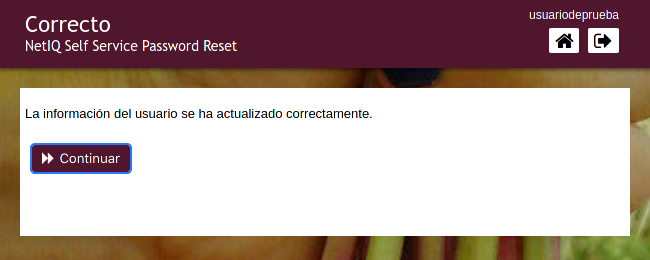 Correcto
NetIQ Self Service Password Reset
usuariodeprueba
La información del usuario se ha actualizado correctamente.
Continuar